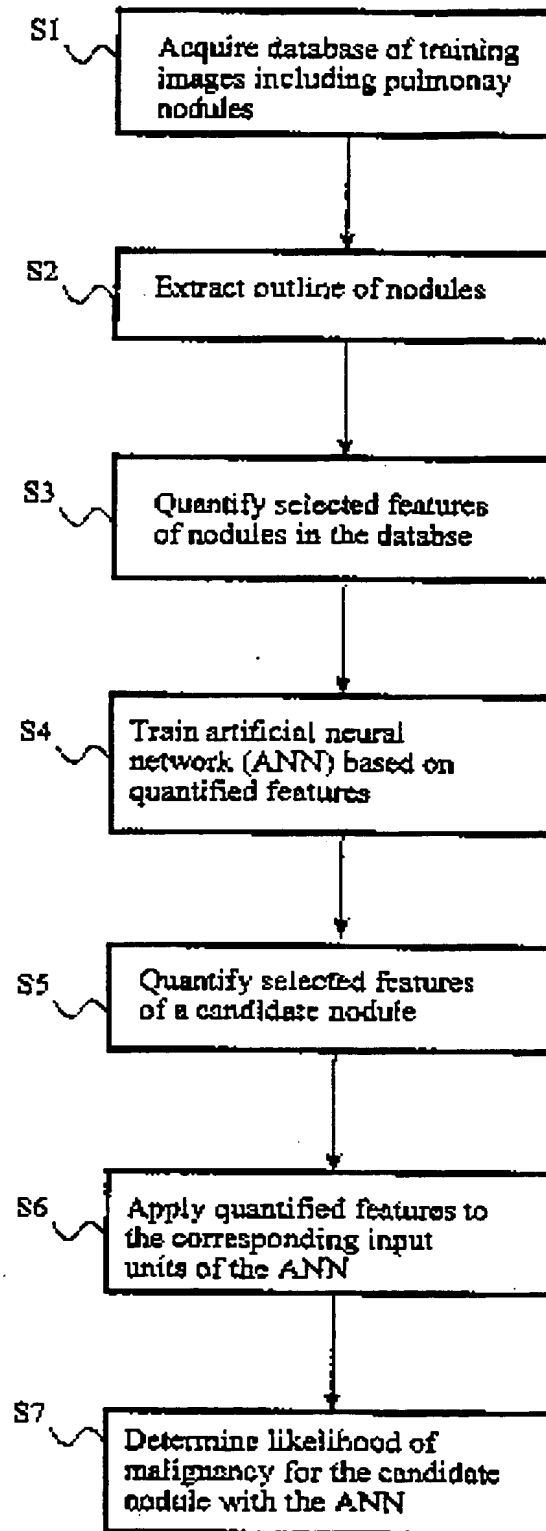 S1
Acquire database of training
images including pulmonay
nodules
S2
Extract outline of nodules
S3
Quantify selected features
of nodules in the databse
S4
Train artificial neural
network (ANN) based on
quantified features
S5
Quantify selected features
of a candidate nodule
S6
Apply quantified features to
the corresponding input
units of the ANN
S7
Determine likelihood of
malignancy for the candidate
nodule with the ANN